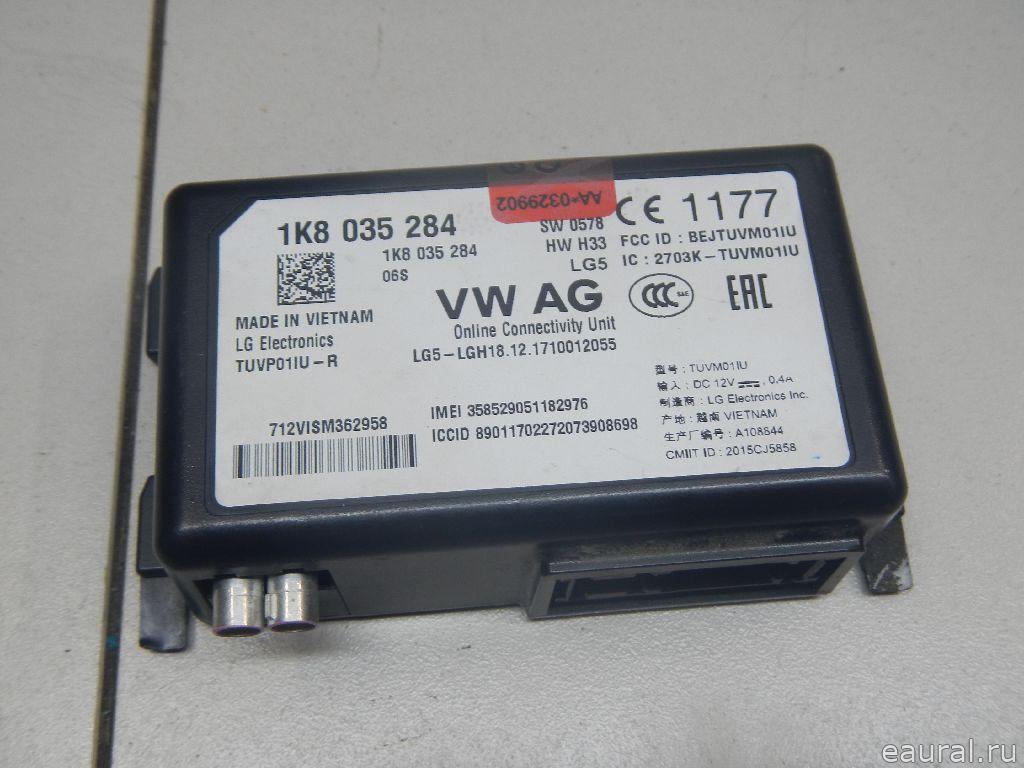 AA-0329902
1K8 035 284
1K8 035 284
06S
SW 0578
HW H33
LG5
CE 1177
FCC ID : BEJTUVM01IU
IC : 2703K-TUVM01IU
VW AG
Online Connectivity Unit
LG5-LGH18.12.1710012055
CCC S&E
EAC
MADE IN VIETNAM
LG Electronics
TUVP01IU-R
712VISM362958
IMEI 358529051182976
ICCID 89011702272073908698
型号 : TUVM01IU
输入 : DC 12V, 0.4A
制造商 : LG Electronics Inc.
产地 : 越南 VIETNAM
生产厂编号 : A108844
CMIIT ID : 2015CJ5858
eaural.ru